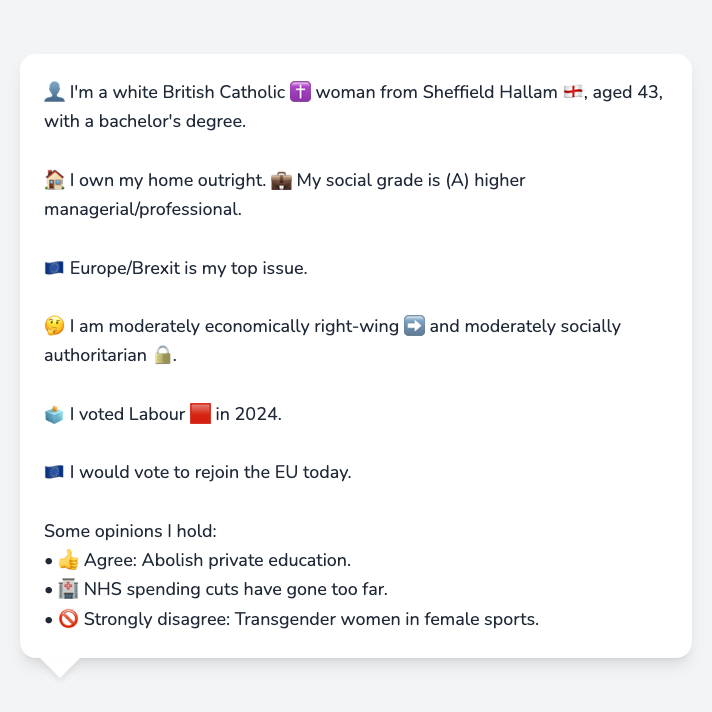 👤 I'm a white British Catholic ✝️ woman from Sheffield Hallam 🏴󠁧󠁢󠁥󠁮󠁧󠁿, aged 43,
with a bachelor's degree.
🏠 I own my home outright. 💼 My social grade is (A) higher
managerial/professional.
🇪🇺 Europe/Brexit is my top issue.
🤔 I am moderately economically right-wing ➡️ and moderately socially
authoritarian 🔒.
🗳️ I voted Labour 🟥 in 2024.
🇪🇺 I would vote to rejoin the EU today.
Some opinions I hold:
• 👍 Agree: Abolish private education.
• 🏥 NHS spending cuts have gone too far.
• 🚫 Strongly disagree: Transgender women in female sports.